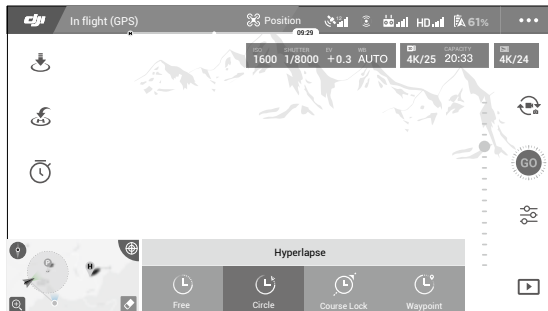 dji In flight (GPS) Position HD 61%
H 09:29
ISO SHUTTER EV WB CAPACITY
1600 1/8000 +0.3 AUTO 4K/25 20:33 4K/24
H
GO
Hyperlapse
H
Free Circle Course Lock Waypoint